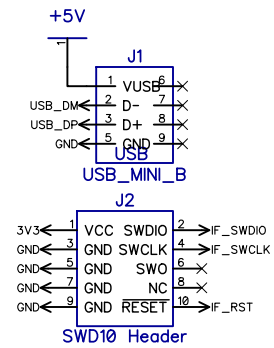 +5V
1
J1
1 VUSB 6
USB_DM 2 D- 7
USB_DP 3 D+ 8
GND 5 GND 9
USB
USB_MINI_B
J2
3V3 1 VCC SWDIO 2 IF_SWDIO
GND 3 GND SWCLK 4 IF_SWCLK
GND 5 GND SWO 6
GND 7 GND NC 8
GND 9 GND RESET 10 IF_RST
SWD10 Header